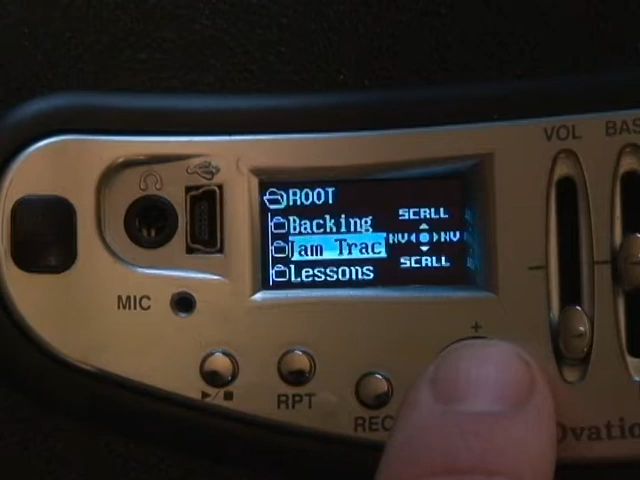 VOL
BAS
ROOT
Backing
Jam Trac
Lessons
SCRLL
NV NV
SCRLL
MIC
+
RPT
REC
Ovatio